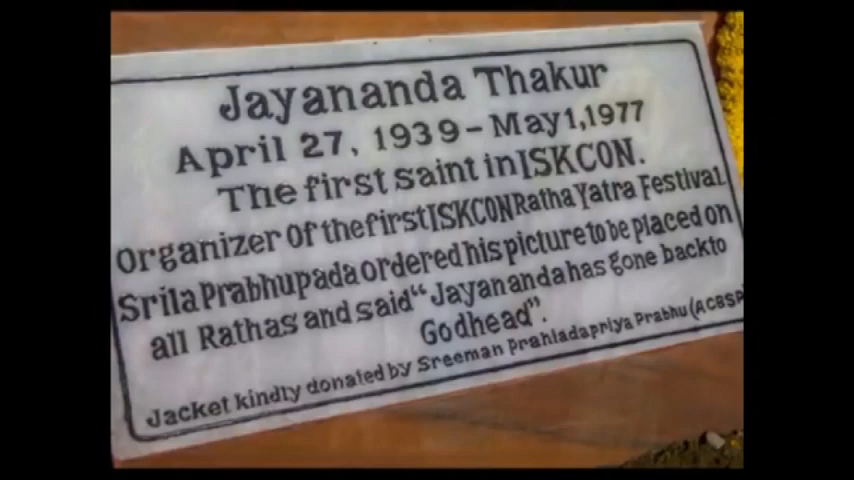 Jayananda Thakur
April 27, 1939 - May 1, 1977
The first saint in ISKCON.
Organizer Of the first ISKCON Ratha Yatra Festival
Srila Prabhupada ordered his picture to be placed on
all Rathas and said "Jayananda has gone back to
Godhead".
Jacket kindly donated by Sreeman Prahladapriya Prabhu (ACBSP